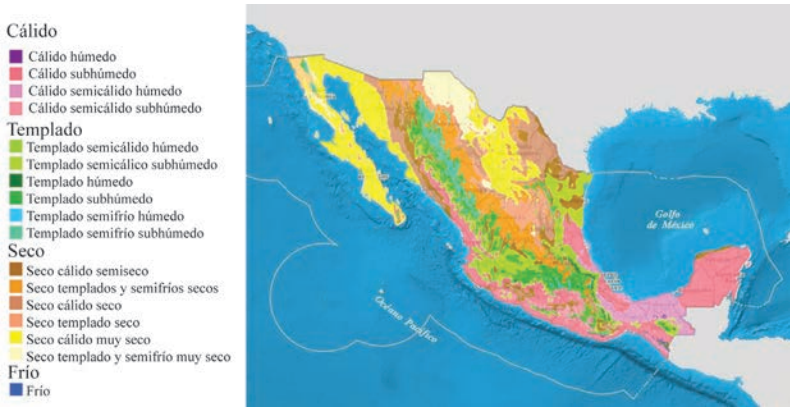 Cálido
Cálido húmedo
Cálido subhúmedo
Cálido semicálido húmedo
Cálido semicálido subhúmedo
Templado
Templado semicálido húmedo
Templado semicálico subhúmedo
Templado húmedo
Templado subhúmedo
Templado semifrío húmedo
Templado semifrío subhúmedo
Seco
Seco cálido semiseco
Seco templados y semifríos secos
Seco cálido seco
Seco templado seco
Seco cálido muy seco
Seco templado y semifrío muy seco
Frío
Frío
Golfo
de México
Océano Pacífico